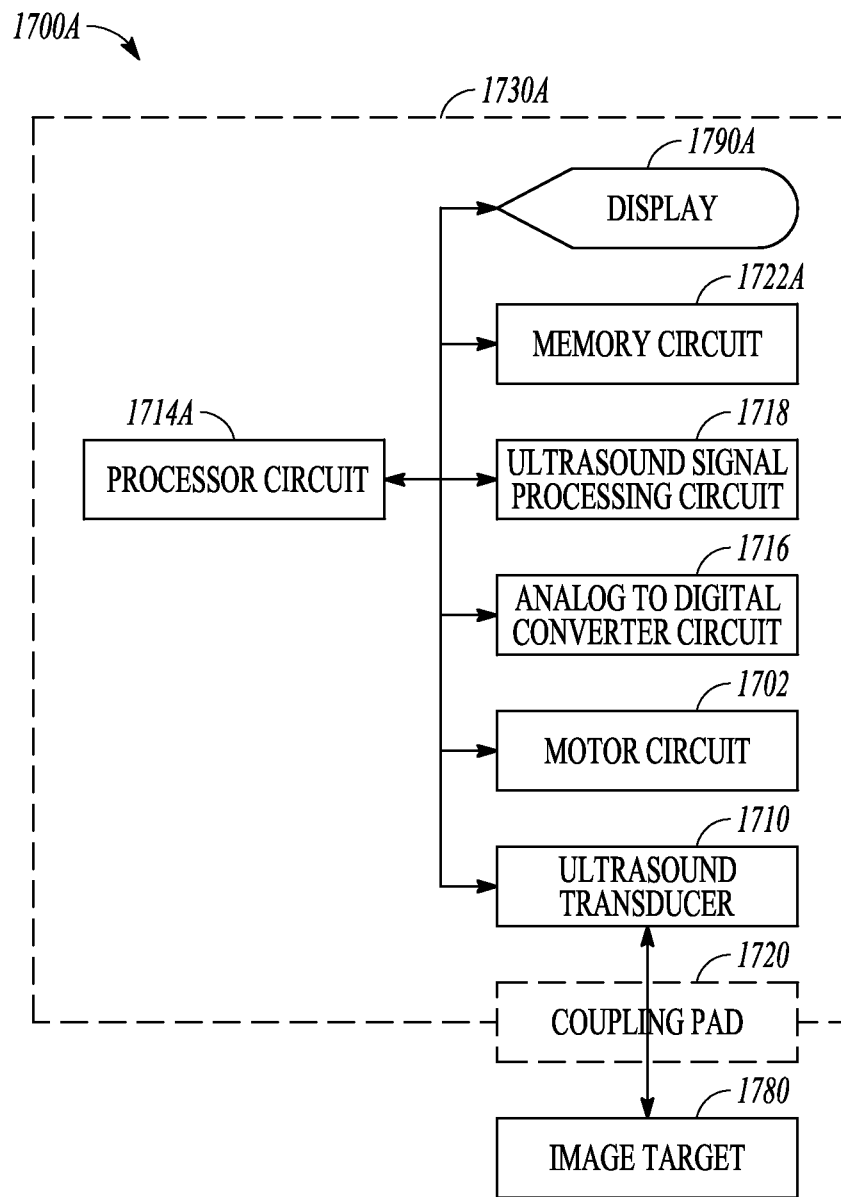 1700A
1730A
1790A
DISPLAY
1722A
MEMORY CIRCUIT
1714A
PROCESSOR CIRCUIT
1718
ULTRASOUND SIGNAL
PROCESSING CIRCUIT
1716
ANALOG TO DIGITAL
CONVERTER CIRCUIT
1702
MOTOR CIRCUIT
1710
ULTRASOUND
TRANSDUCER
1720
COUPLING PAD
1780
IMAGE TARGET